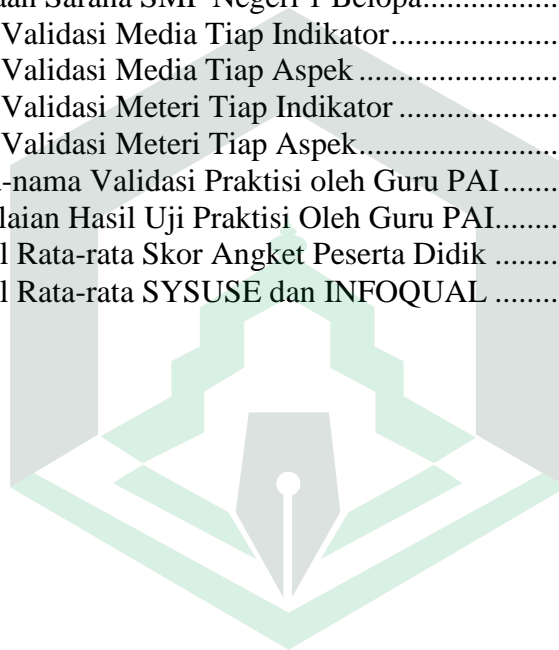 Sarana SMP Negeri 1 Belopa..................
Validasi Media Tiap Indikator.......................
Validasi Media Tiap Aspek ...........................
Validasi Meteri Tiap Indikator ......................
Validasi Meteri Tiap Aspek...........................
-nama Validasi Praktisi oleh Guru PAI........
laian Hasil Uji Praktisi Oleh Guru PAI.........
l Rata-rata Skor Angket Peserta Didik .........
l Rata-rata SYSUSE dan INFOQUAL .........